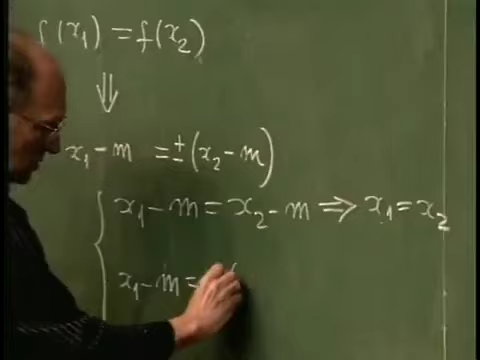 f(x₁) = f(x₂)
⇓
x₁ - m = ± (x₂ - m)
x₁ - m = x₂ - m ⇒ x₁ = x₂
x₁ - m =